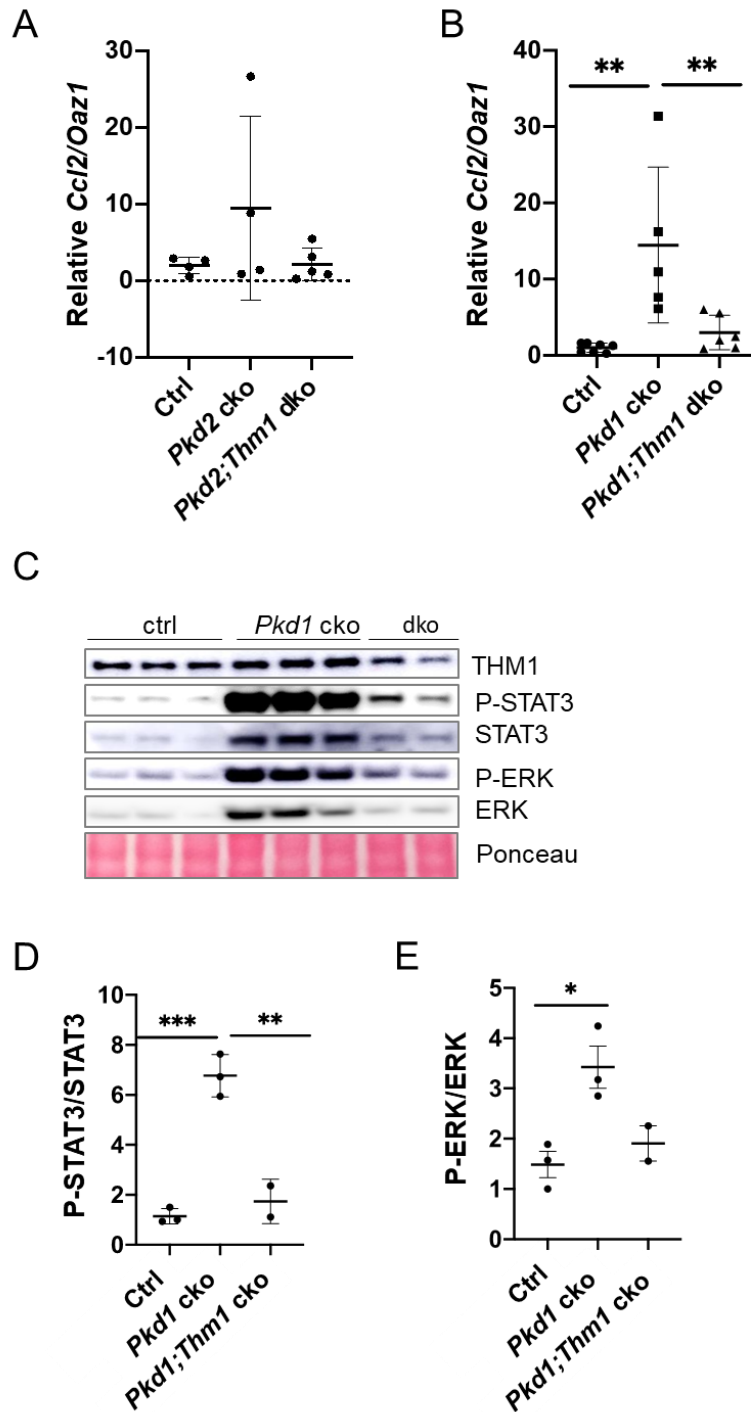 A
Relative Ccl2/Oaz1
30
20
10
0
-10
Ctrl
Pkd2 cko
Pkd2;Thm1 dko
B
Relative Ccl2/Oaz1
40
30
20
10
0
** **
Ctrl
Pkd1 cko
Pkd1;Thm1 dko
C
ctrl Pkd1 cko dko
THM1
P-STAT3
STAT3
P-ERK
ERK
Ponceau
D
P-STAT3/STAT3
10
8
6
4
2
0
*** **
Ctrl
Pkd1 cko
Pkd1;Thm1 cko
E
P-ERK/ERK
5
4
3
2
1
0
*
Ctrl
Pkd1 cko
Pkd1;Thm1 cko